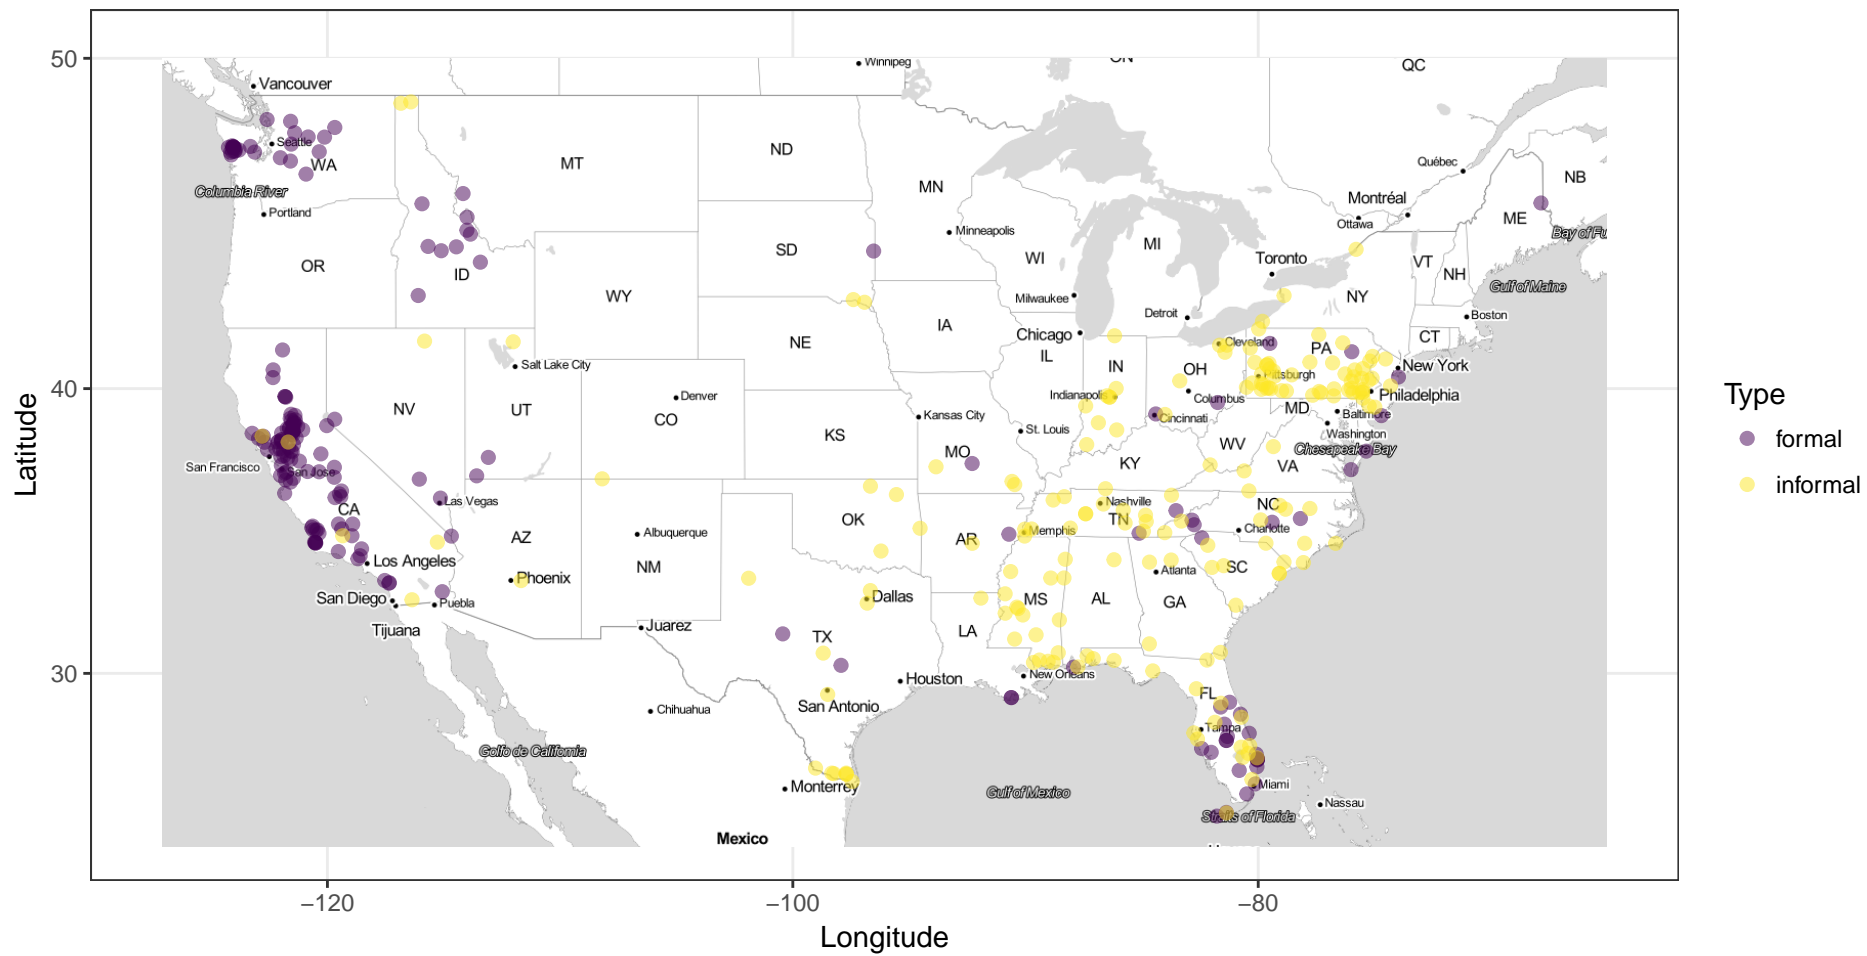 50
40
30
Latitude
−120
−100
−80
Longitude
Type
formal
informal
Winnipeg
ON
QC
Vancouver
Seattle
WA
Columbia River
Portland
MT
ND
MN
Québec
NB
Montréal
Ottawa
ME
Bay of Fu
OR
ID
SD
Minneapolis
WI
MI
Toronto
VT
NH
Gulf of Maine
WY
Milwaukee
NY
Detroit
Boston
IA
Chicago
CT
NE
IL
Cleveland
PA
Salt Lake City
IN
OH
New York
Pittsburgh
NV
UT
CO
Denver
Indianapolis
Columbus
Philadelphia
Kansas City
MD
Baltimore
KS
St. Louis
Cincinnati
Washington
WV
Chesapeake Bay
San Francisco
San Jose
MO
KY
VA
CA
Las Vegas
Nashville
NC
OK
TN
Charlotte
AZ
Albuquerque
AR
Memphis
Los Angeles
NM
Phoenix
Atlanta
SC
San Diego
Puebla
Dallas
MS
AL
GA
Tijuana
Juarez
TX
LA
Houston
New Orleans
San Antonio
FL
Chihuahua
Tampa
Golfo de California
Monterrey
Gulf of Mexico
Miami
Nassau
Straits of Florida
Mexico